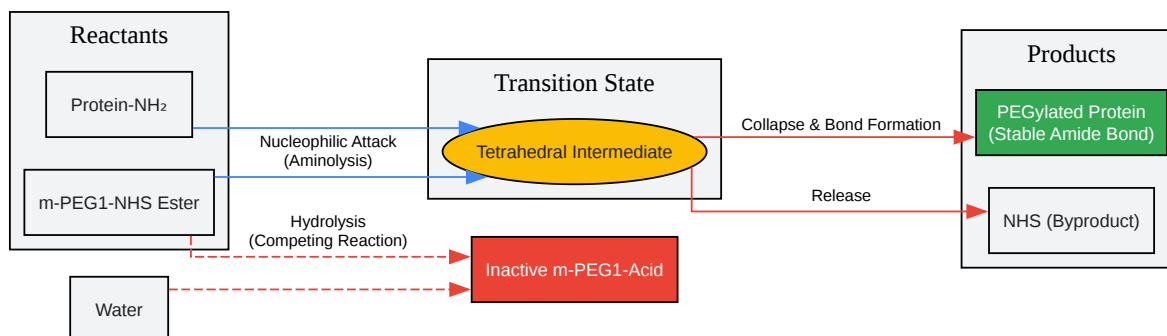 Reactants
Protein-NH₂
m-PEG1-NHS Ester
Water
Nucleophilic Attack
(Aminolysis)
Hydrolysis
(Competing Reaction)
Transition State
Tetrahedral Intermediate
Inactive m-PEG1-Acid
Collapse & Bond Formation
Release
Products
PEGylated Protein
(Stable Amide Bond)
NHS (Byproduct)